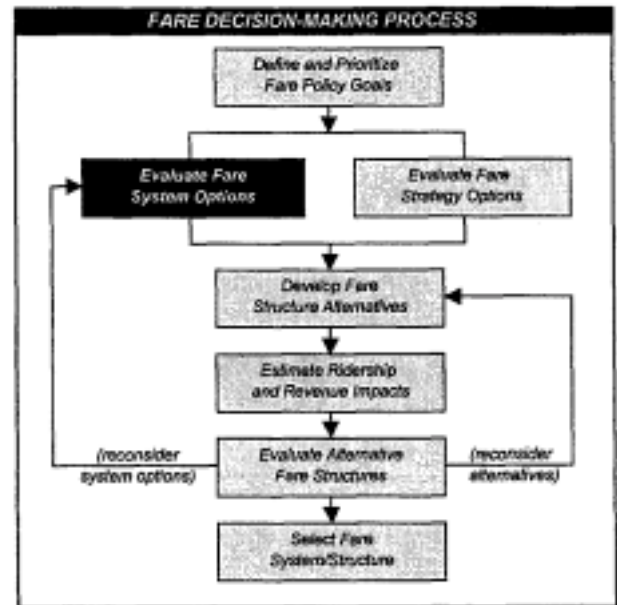 FARE DECISION-MAKING PROCESS
Define and Prioritize
Fare Policy Goals
Evaluate Fare
System Options
Evaluate Fare
Strategy Options
Develop Fare
Structure Alternatives
Estimate Ridership
and Revenue Impacts
(reconsider
system options)
Evaluate Alternative
Fare Structures
(reconsider
alternatives)
Select Fare
System/Structure